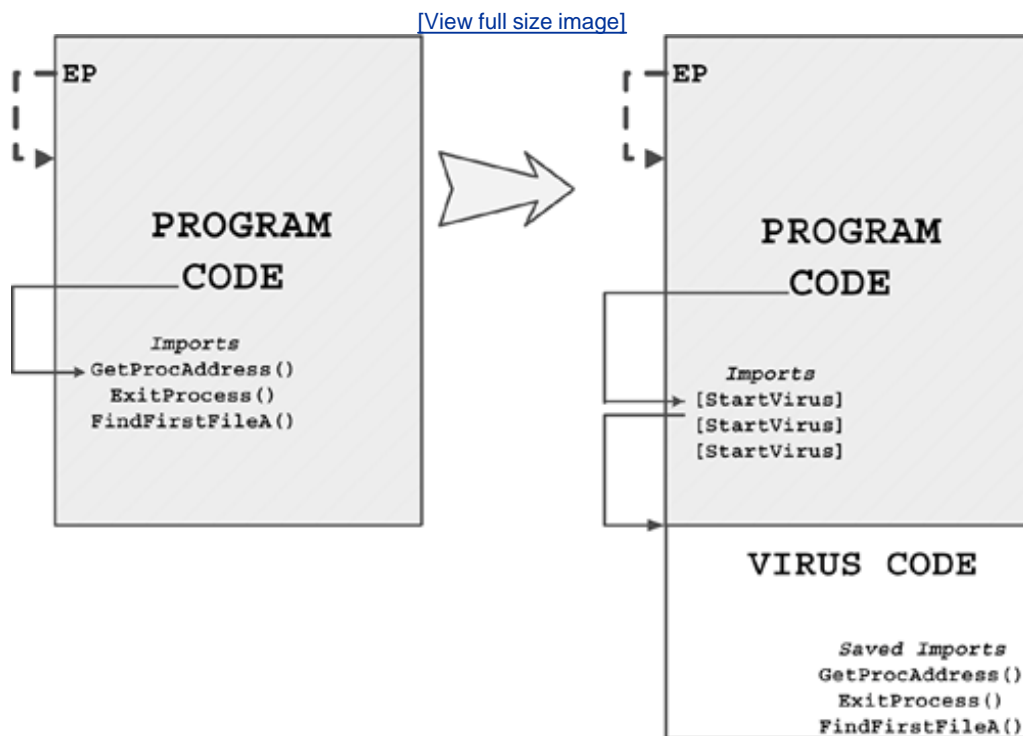 [View full size image]
EP
PROGRAM
CODE
Imports
GetProcAddress()
ExitProcess()
FindFirstFileA()
EP
PROGRAM
CODE
Imports
[StartVirus]
[StartVirus]
[StartVirus]
VIRUS CODE
Saved Imports
GetProcAddress()
ExitProcess()
FindFirstFileA()